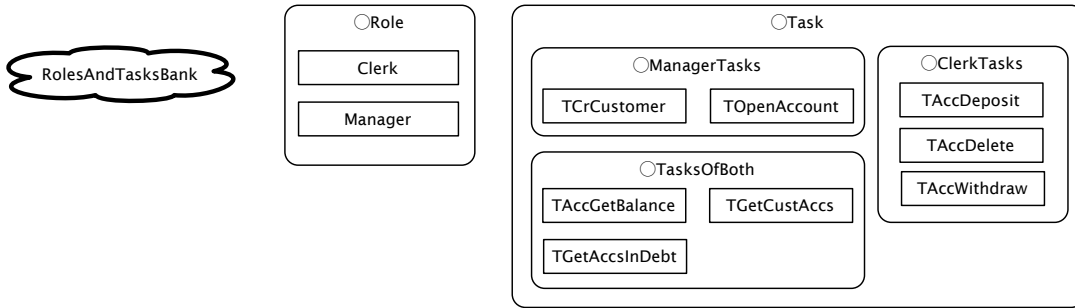 RolesAndTasksBank
Role
Clerk
Manager
Task
ManagerTasks
TCrCustomer
TOpenAccount
TasksOfBoth
TAccGetBalance
TGetCustAccs
TGetAccsInDebt
ClerkTasks
TAccDeposit
TAccDelete
TAccWithdraw